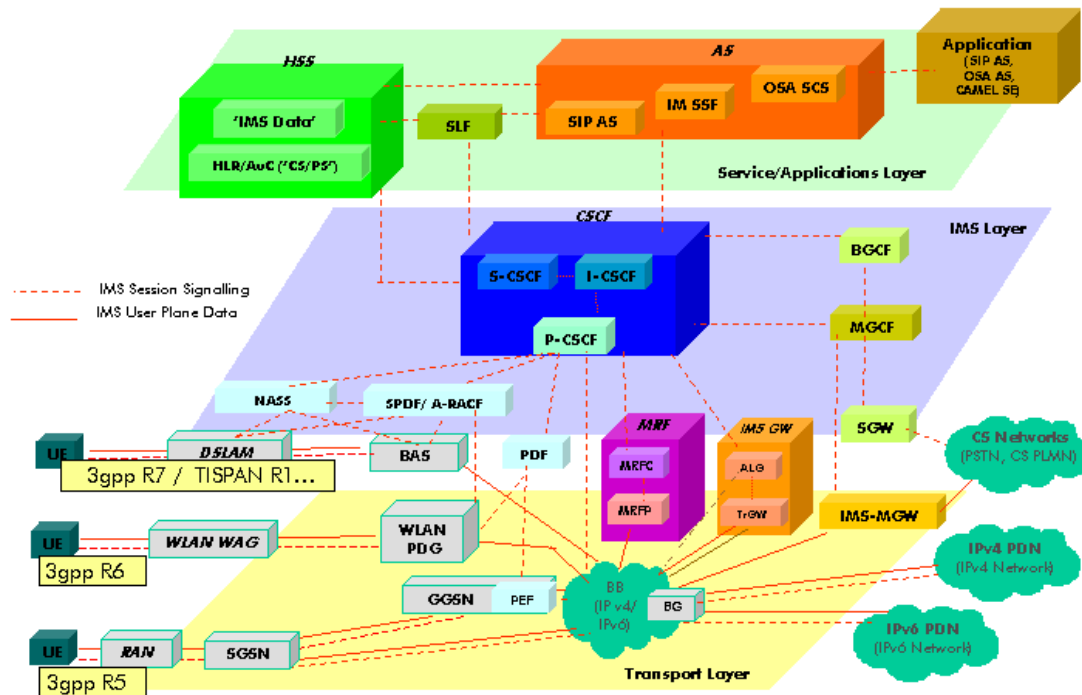 HSS
'IMS Data'
HLR/AuC ('CS/PS')
SLF
AS
SIP AS
IM SSF
OSA SCS
Application
(SIP AS,
OSA AS,
CAMEL SE)
Service/Applications Layer
CSCF
IMS Layer
S-CSCF
I-CSCF
P-CSCF
BGCF
MGCF
SGW
IMS Session Signalling
IMS User Plane Data
NASS
SPDF/ A-RACF
UE
DSLAM
BAS
PDF
3gpp R7 / TISPAN R1...
MRF
MRFC
MRFP
IMS GW
ALG
TrGW
CS Networks
(PSTN, CS PLMN)
IMS-MGW
UE
WLAN WAG
WLAN
PDG
3gpp R6
GGSN
PEF
BB
(IP v4/
IPv6)
BG
IPv4 PDN
(IPv4 Network)
IPv6 PDN
(IPv6 Network)
UE
RAN
SGSN
3gpp R5
Transport Layer